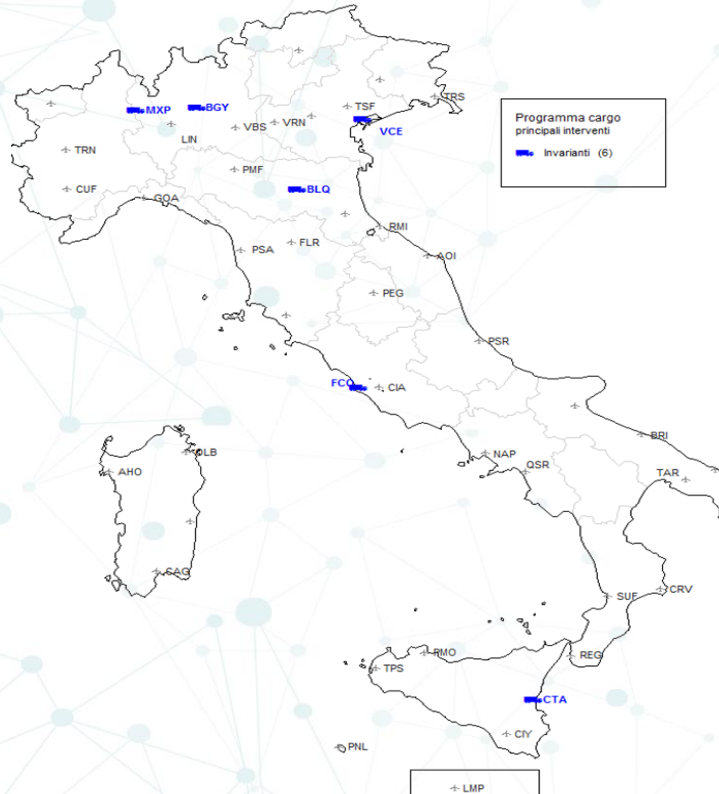 TRS
MXP
BGY
TSF
Programma cargo
principali interventi
VBS
VRN
VCE
LIN
TRN
Invarianti (6)
PMF
CUF
BLQ
GOA
RMI
PSA
FLR
AOI
PEG
PSR
FCO
CIA
BRI
OLB
NAP
AHO
QSR
TAR
CAG
SUF
CRV
PMO
REG
TPS
CTA
CIY
PNL
LMP